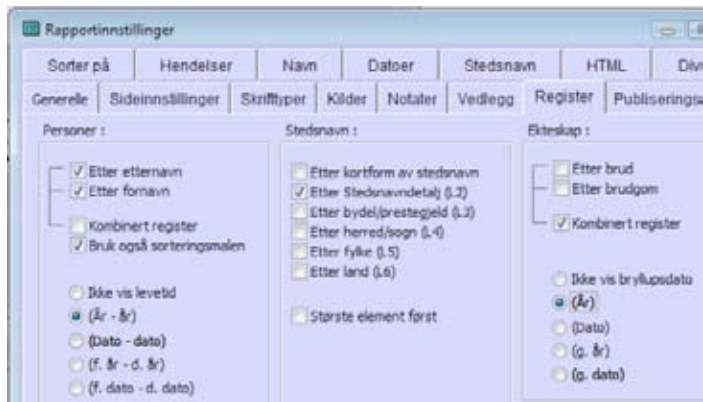 Rapportinnstillinger
Sorter på Hendelser Navn Datoer Stedsnavn HTML
Generelle Sideinnstillinger Skrifttyper Kilder Notater Vedlegg Register
Personer :
Etter etternavn
Etter fornavn
Kombinert register
Bruk også sorteringsmalen
Ikke vis levetid
(År - år)
(Dato - dato)
(f. år - d. år)
(f. dato - d. dato)
Stedsnavn :
Etter kortform av stedsnavn
Etter Stedsnavndetalj (L2)
Etter bydel/prestegjeld (L3)
Etter herred/sogn (L4)
Etter fylke (L5)
Etter land (L6)
Største element først
Ekteskap :
Etter brud
Etter brudgom
Kombinert register
Ikke vis bryllupsdato
(År)
(Dato)
(g. år)
(g. dato)